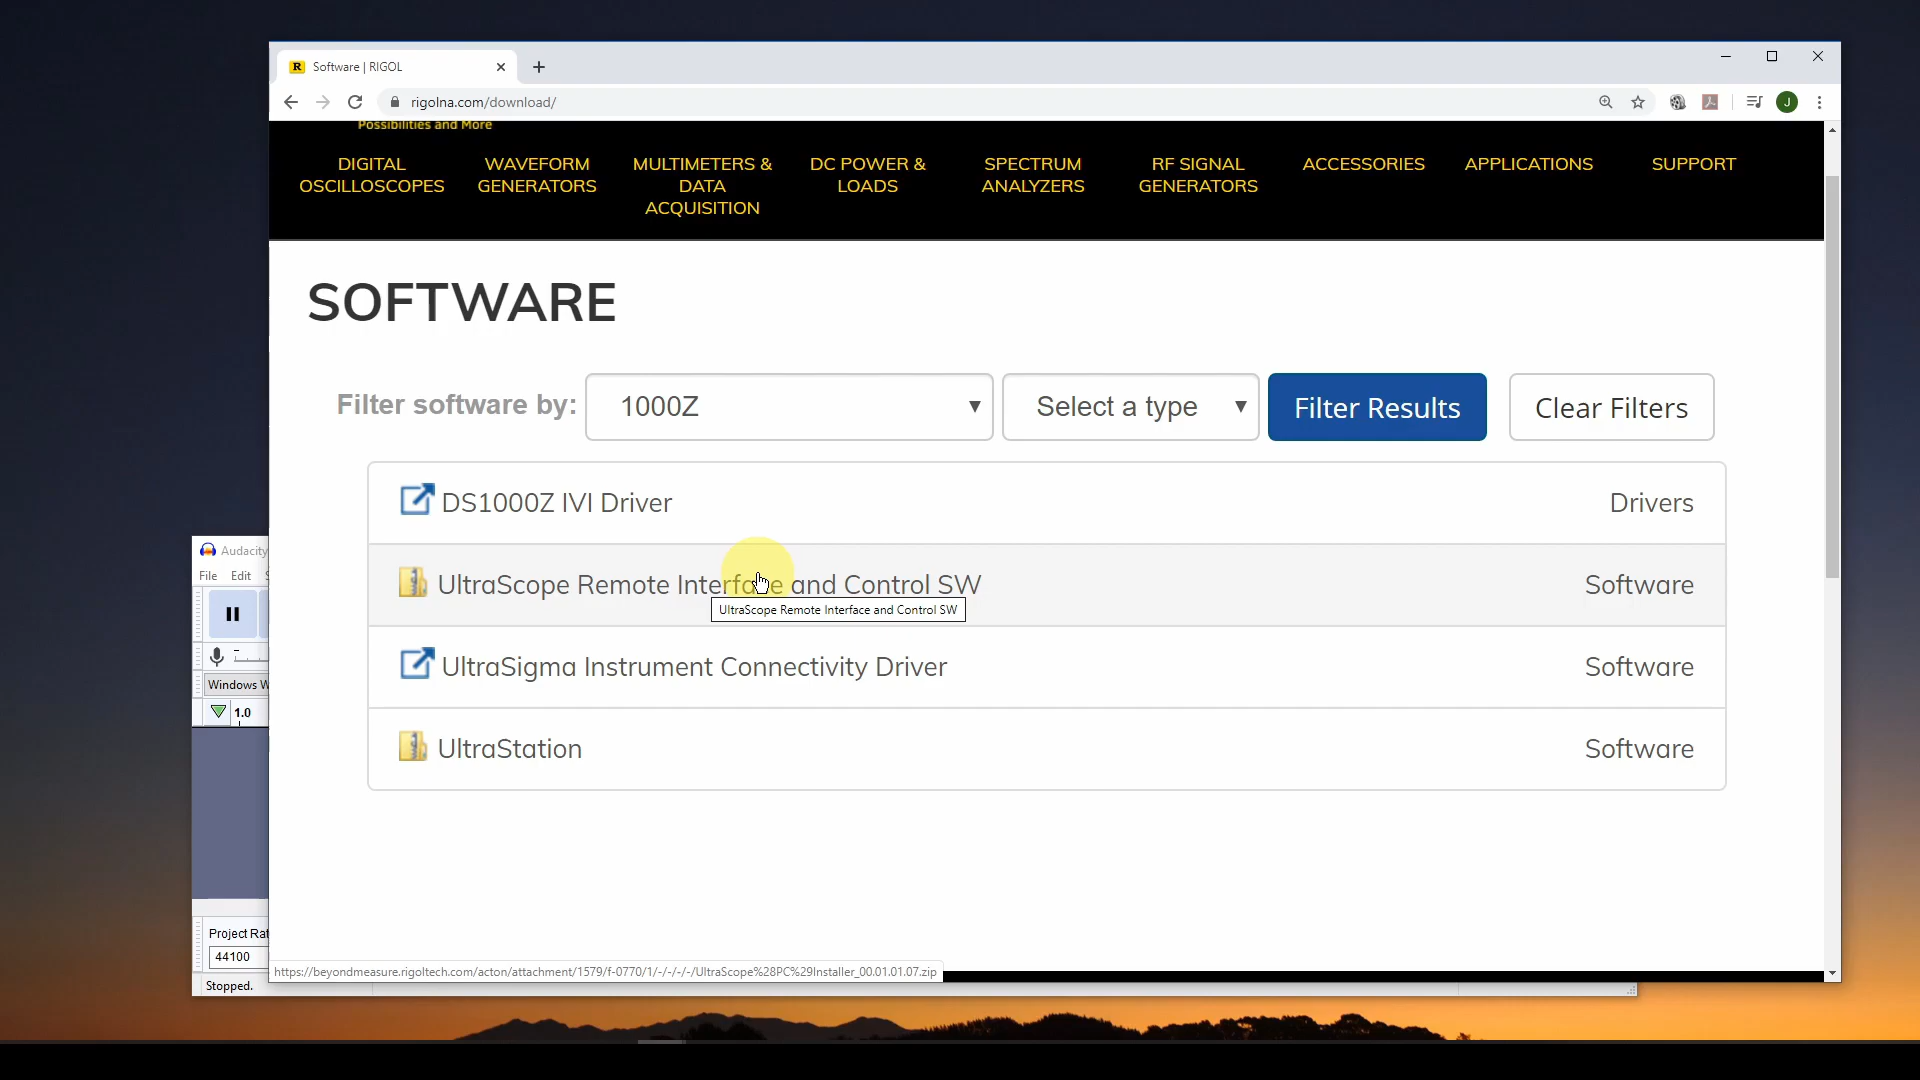 Software | RIGOL
rigolna.com/download/
J
Possibilities and More
DIGITAL OSCILLOSCOPES
WAVEFORM GENERATORS
MULTIMETERS & DATA ACQUISITION
DC POWER & LOADS
SPECTRUM ANALYZERS
RF SIGNAL GENERATORS
ACCESSORIES
APPLICATIONS
SUPPORT
SOFTWARE
Filter software by:
1000Z
Select a type
Filter Results
Clear Filters
DS1000Z IVI Driver
Drivers
UltraScope Remote Interface and Control SW
Software
UltraScope Remote Interface and Control SW
UltraSigma Instrument Connectivity Driver
Software
UltraStation
Software
https://beyondmeasure.rigoltech.com/acton/attachment/1579/f-0770/1/-/-/-/-/UltraScope%28PC%29Installer_00.01.01.07.zip
Audacity
File Edit
Windows W
1.0
Project Rat
44100
Stopped.